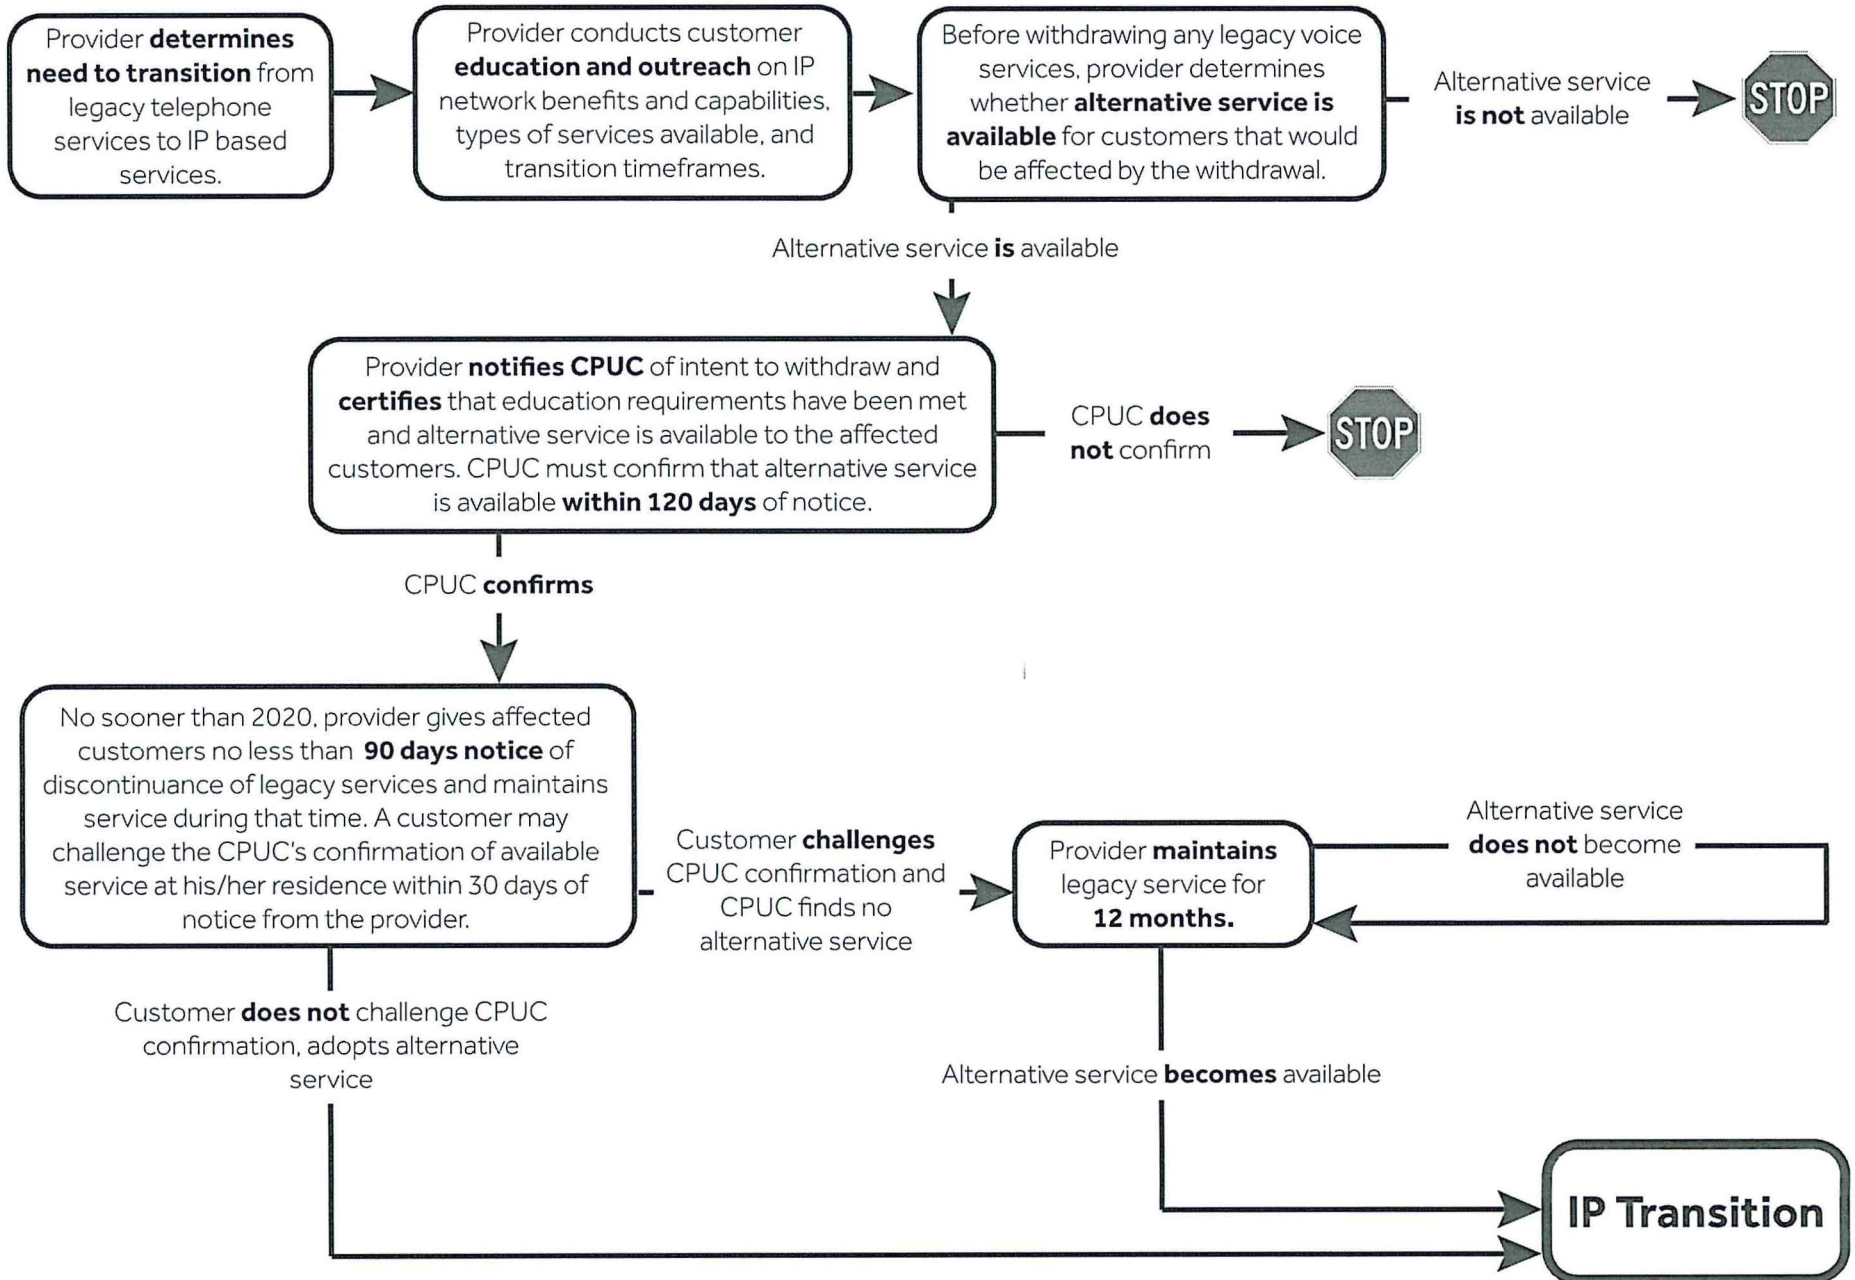 Provider determines
need to transition from
legacy telephone
services to IP based
services.
Provider conducts customer
education and outreach on IP
network benefits and capabilities,
types of services available, and
transition timeframes.
Before withdrawing any legacy voice
services, provider determines
whether alternative service is
available for customers that would
be affected by the withdrawal.
Alternative service
is not available
STOP
Alternative service is available
Provider notifies CPUC of intent to withdraw and
certifies that education requirements have been met
and alternative service is available to the affected
customers. CPUC must confirm that alternative service
is available within 120 days of notice.
CPUC does
not confirm
STOP
CPUC confirms
No sooner than 2020, provider gives affected
customers no less than 90 days notice of
discontinuance of legacy services and maintains
service during that time. A customer may
challenge the CPUC's confirmation of available
service at his/her residence within 30 days of
notice from the provider.
Customer challenges
CPUC confirmation and
CPUC finds no
alternative service
Provider maintains
legacy service for
12 months.
Alternative service
does not become
available
Customer does not challenge CPUC
confirmation, adopts alternative
service
Alternative service becomes available
IP Transition